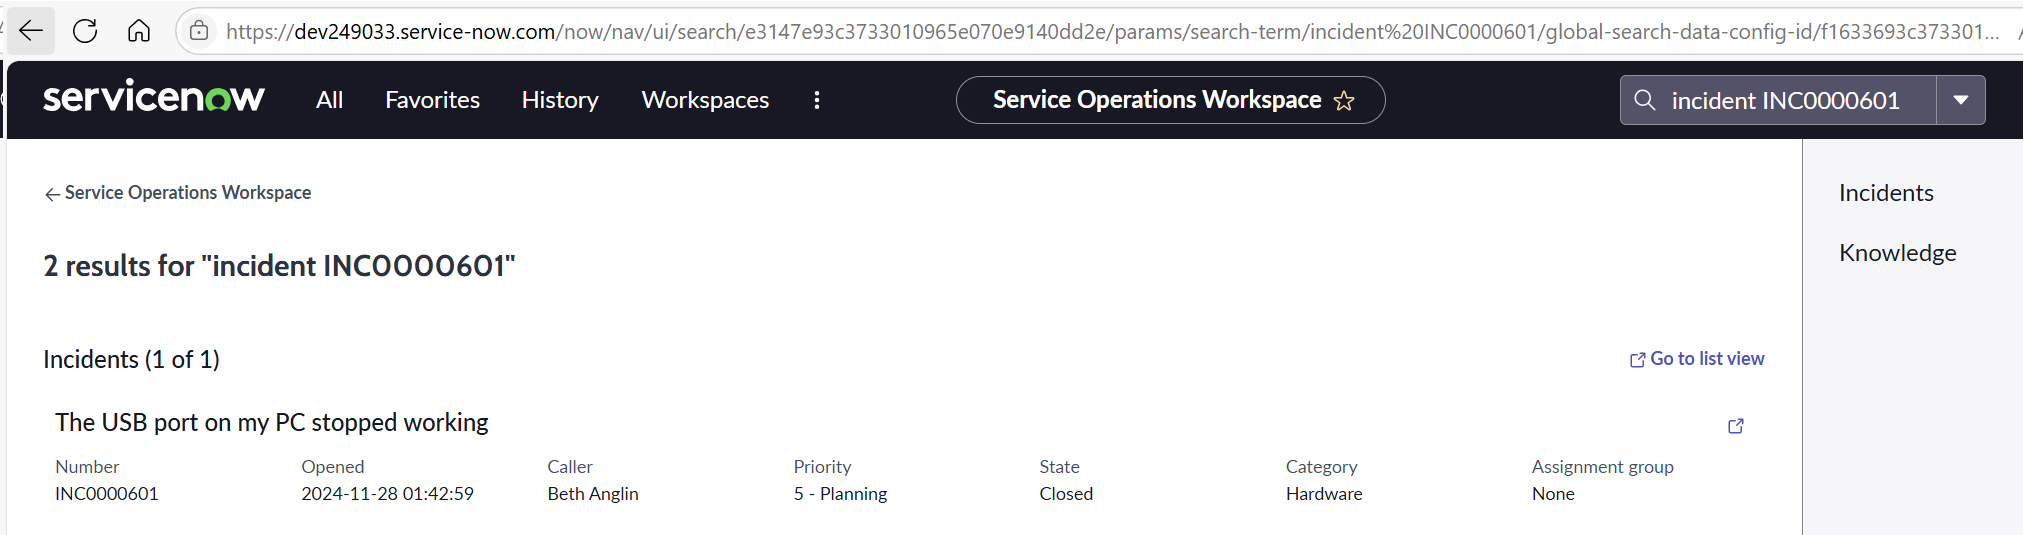 https://dev249033.service-now.com/now/nav/ui/search/e3147e93c3733010965e070e9140dd2e/params/search-term/incident%20INC0000601/global-search-data-config-id/f1633693c373301...
servicenow All Favorites History Workspaces Service Operations Workspace incident INC0000601
Service Operations Workspace
2 results for "incident INC0000601"
Incidents (1 of 1) Go to list view
The USB port on my PC stopped working
Number Opened Caller Priority State Category Assignment group
INC0000601 2024-11-28 01:42:59 Beth Anglin 5 - Planning Closed Hardware None
Incidents
Knowledge